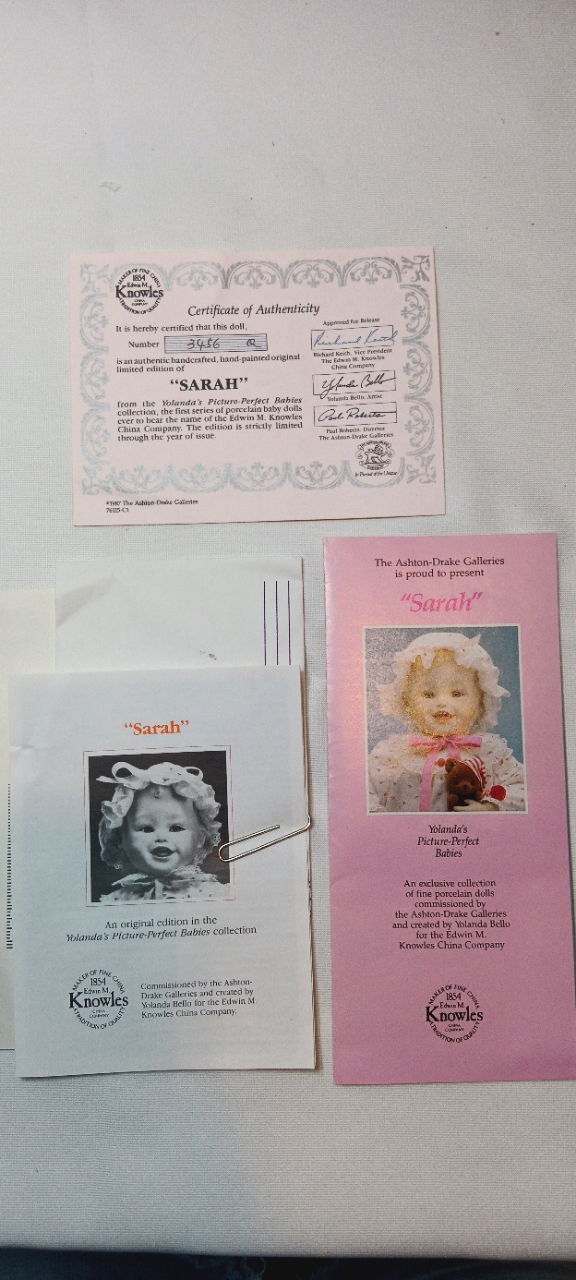 MAKER OF FINE CHINA
1854
Edwin M.
Knowles
CHINA
COMPANY
TRADITION OF QUALITY
Certificate of Authenticity
It is hereby certified that this doll,
Number 3456 Q
is an authentic handcrafted, hand-painted original
limited edition of
“SARAH”
from the Yolanda's Picture-Perfect Babies
collection, the first series of porcelain baby dolls
ever to bear the name of the Edwin M. Knowles
China Company. The edition is strictly limited
through the year of issue.
Approved For Release
Richard Keich, Vice President
The Edwin M. Knowles
China Company
Yolanda Bello
Yolanda Bello, Artist
Paul Roberto
Paul Roberto, Director
The Ashton-Drake Galleries
©1987 The Ashton-Drake Galleries
The Ashton-Drake Galleries
is proud to present
“Sarah”
Yolanda's
Picture-Perfect
Babies
An exclusive collection
of fine porcelain dolls
commissioned by
the Ashton-Drake Galleries
and created by Yolanda Bello
for the Edwin M.
Knowles China Company
MAKER OF FINE CHINA
1854
Edwin M.
Knowles
CHINA
COMPANY
TRADITION OF QUALITY
“Sarah”
An original edition in the
Yolanda's Picture-Perfect Babies collection
MAKER OF FINE CHINA
1854
Edwin M.
Knowles
CHINA
COMPANY
TRADITION OF QUALITY
Commissioned by the Ashton-
Drake Galleries and created by
Yolanda Bello for the Edwin M.
Knowles China Company.